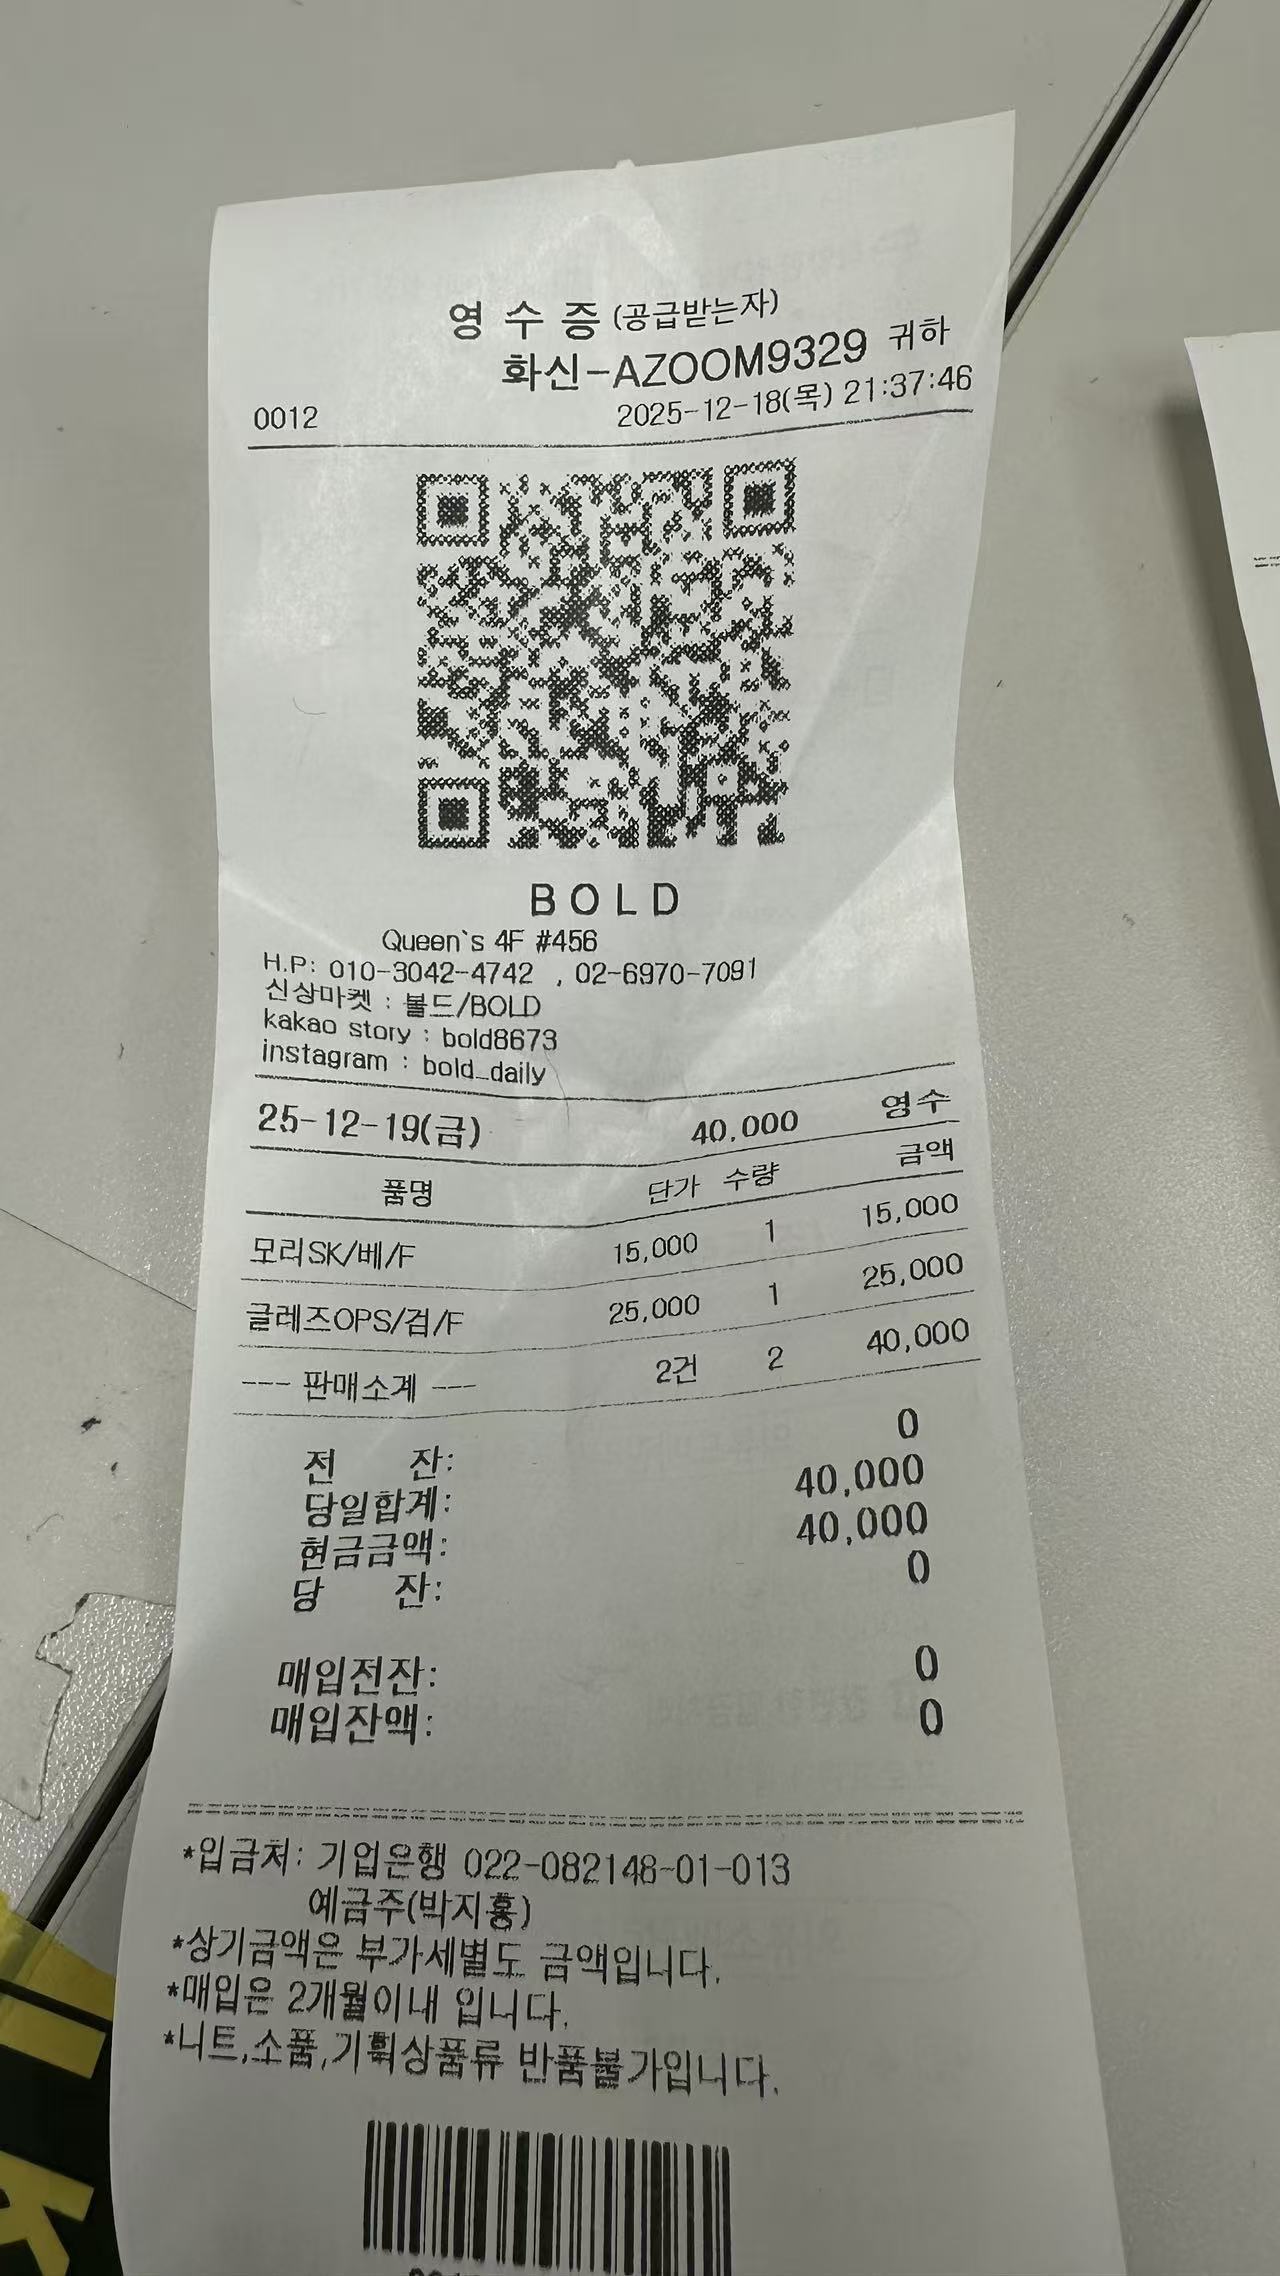 영 수 증 (공급받는자)
화신-AZOOM9329 귀하
0012 2025-12-18(목) 21:37:46
BOLD
Queen`s 4F #456
H.P: 010-3042-4742 , 02-6970-7091
신상마켓 : 볼드/BOLD
kakao story : bold8673
instagram : bold_daily
25-12-19(금) 40,000 영수
품명 단가 수량 금액
모리SK/베/F 15,000 1 15,000
글레즈OPS/검/F 25,000 1 25,000
--- 판매소계 --- 2건 2 40,000
전 잔: 0
당일합계: 40,000
현금금액: 40,000
당 잔: 0
매입전잔: 0
매입잔액: 0
*입금처: 기업은행 022-082148-01-013
예금주(박지홍)
*상기금액은 부가세별도 금액입니다.
*매입은 2개월이내 입니다.
*니트,소품,기획상품류 반품불가입니다.